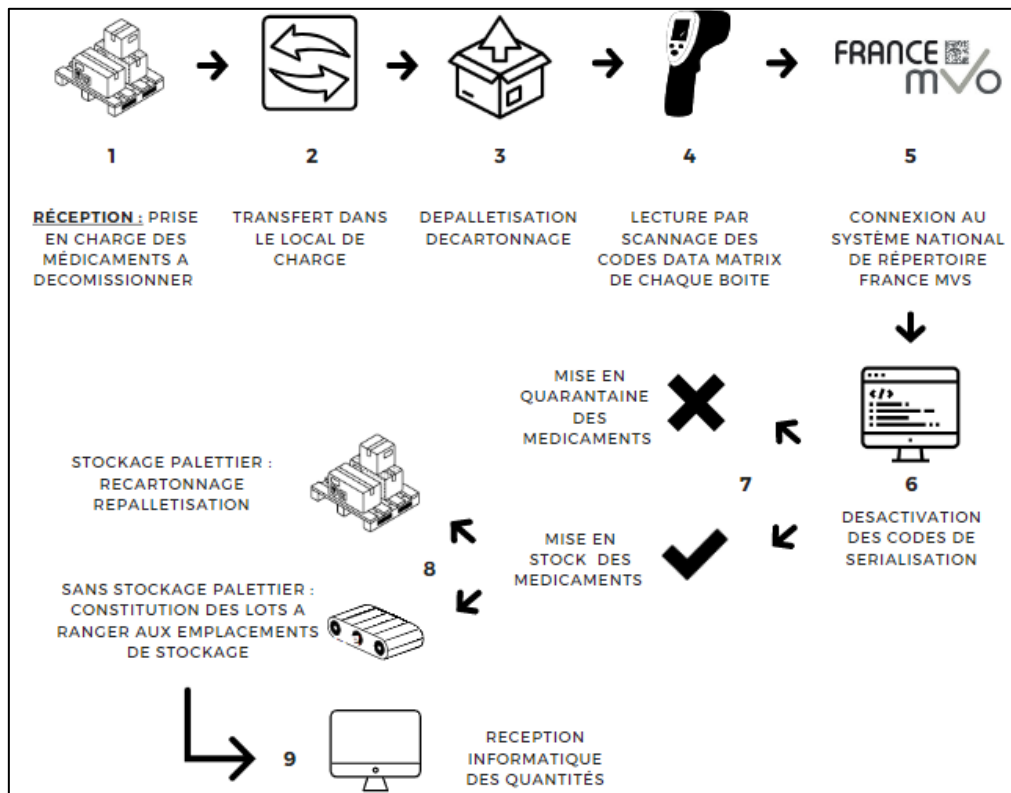 FRANCE
mvo
1
2
3
4
5
RÉCEPTION : PRISE
EN CHARGE DES
MÉDICAMENTS A
DECOMISSIONNER
TRANSFERT DANS
LE LOCAL DE
CHARGE
DEPALLETISATION
DECARTONNAGE
LECTURE PAR
SCANNAGE DES
CODES DATA MATRIX
DE CHAQUE BOITE
CONNEXION AU
SYSTÈME NATIONAL
DE RÉPERTOIRE
FRANCE MVS
</>
6
DESACTIVATION
DES CODES DE
SERIALISATION
7
MISE EN
QUARANTAINE
DES
MEDICAMENTS
MISE EN
STOCK DES
MEDICAMENTS
8
STOCKAGE PALETTIER :
RECARTONNAGE
REPALLETISATION
SANS STOCKAGE PALETTIER :
CONSTITUTION DES LOTS A
RANGER AUX EMPLACEMENTS
DE STOCKAGE
9
RECEPTION
INFORMATIQUE
DES QUANTITÉS